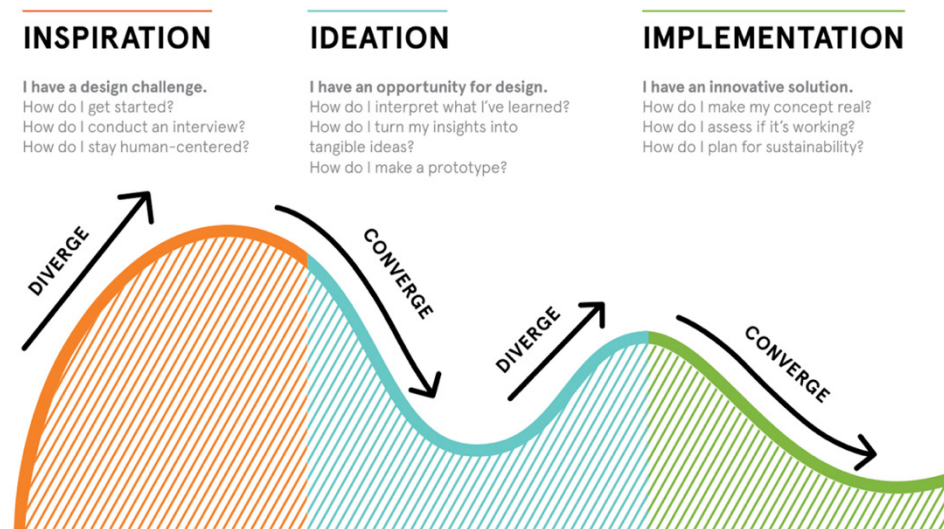 INSPIRATION
I have a design challenge.
How do I get started?
How do I conduct an interview?
How do I stay human-centered?
IDEATION
I have an opportunity for design.
How do I interpret what I've learned?
How do I turn my insights into
tangible ideas?
How do I make a prototype?
IMPLEMENTATION
I have an innovative solution.
How do I make my concept real?
How do I assess if it's working?
How do I plan for sustainability?
DIVERGE
CONVERGE
DIVERGE
CONVERGE